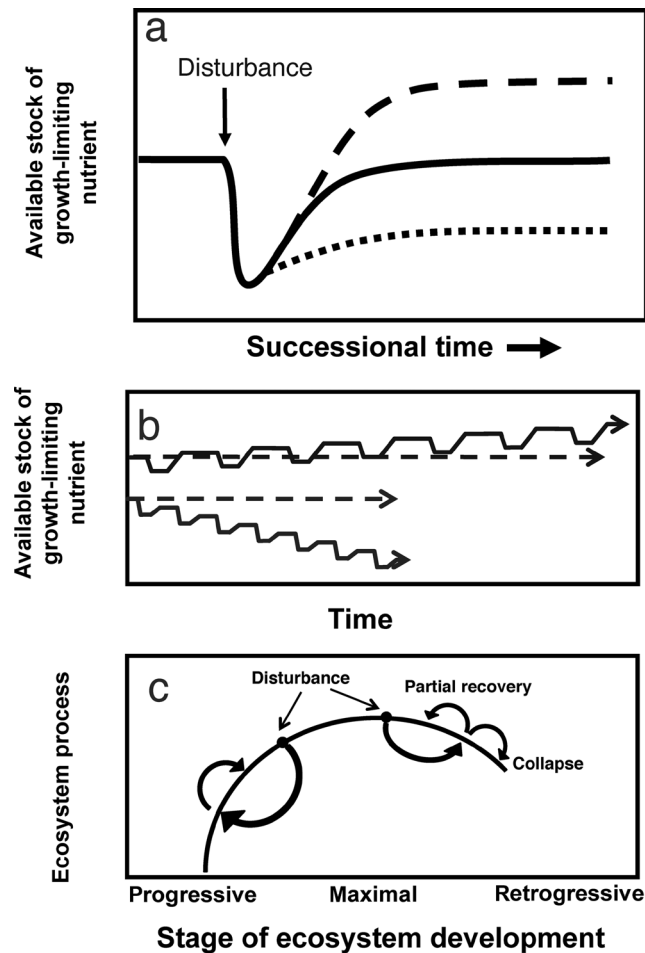 a
Disturbance
Available stock of
growth-limiting
nutrient
Successional time
b
Available stock of
growth-limiting
nutrient
Time
c
Disturbance
Partial recovery
Collapse
Ecosystem process
Progressive Maximal Retrogressive
Stage of ecosystem development